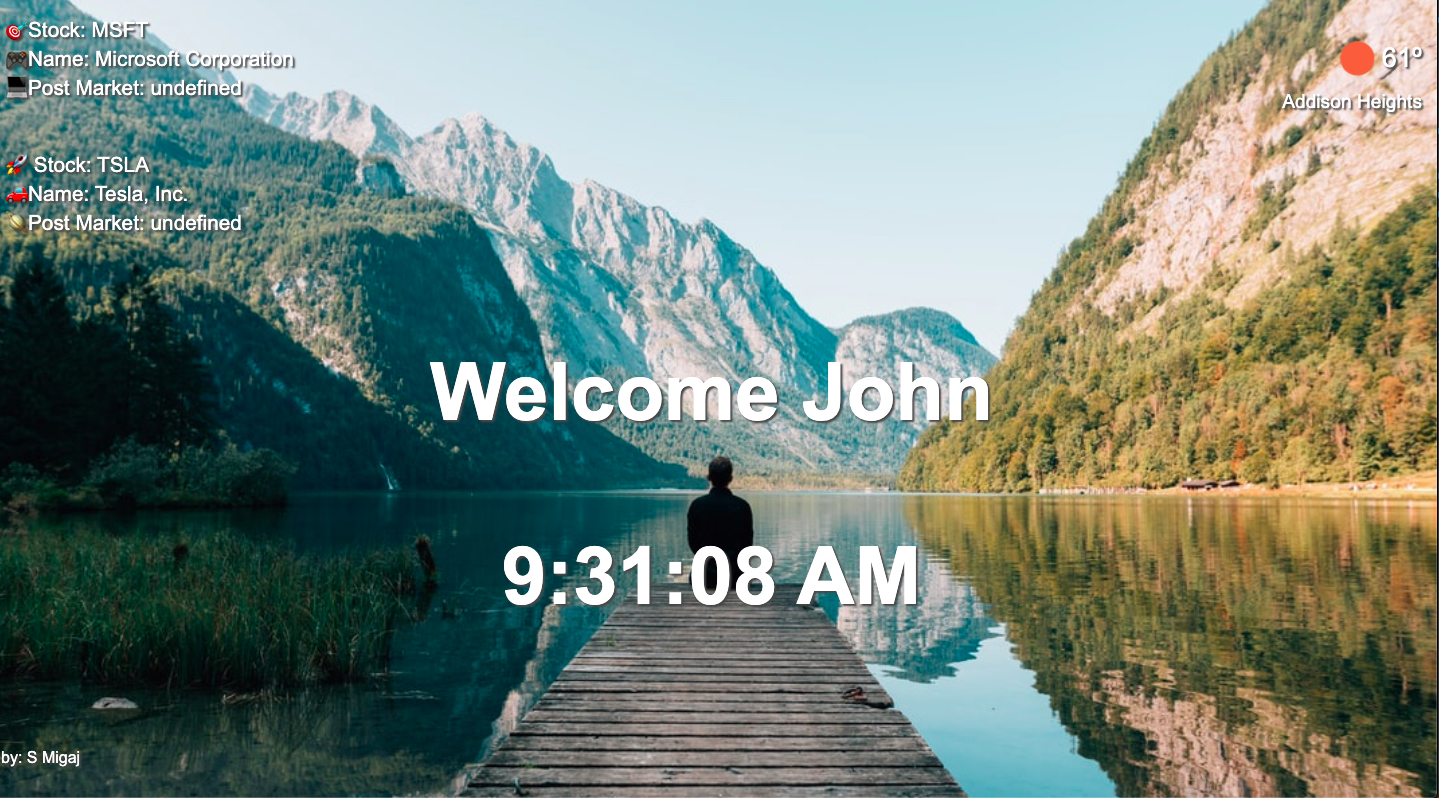 Stock: MSFT
Name: Microsoft Corporation
Post Market: undefined
Stock: TSLA
Name: Tesla, Inc.
Post Market: undefined
61º
Addison Heights
Welcome John
9:31:08 AM
by: S Migaj